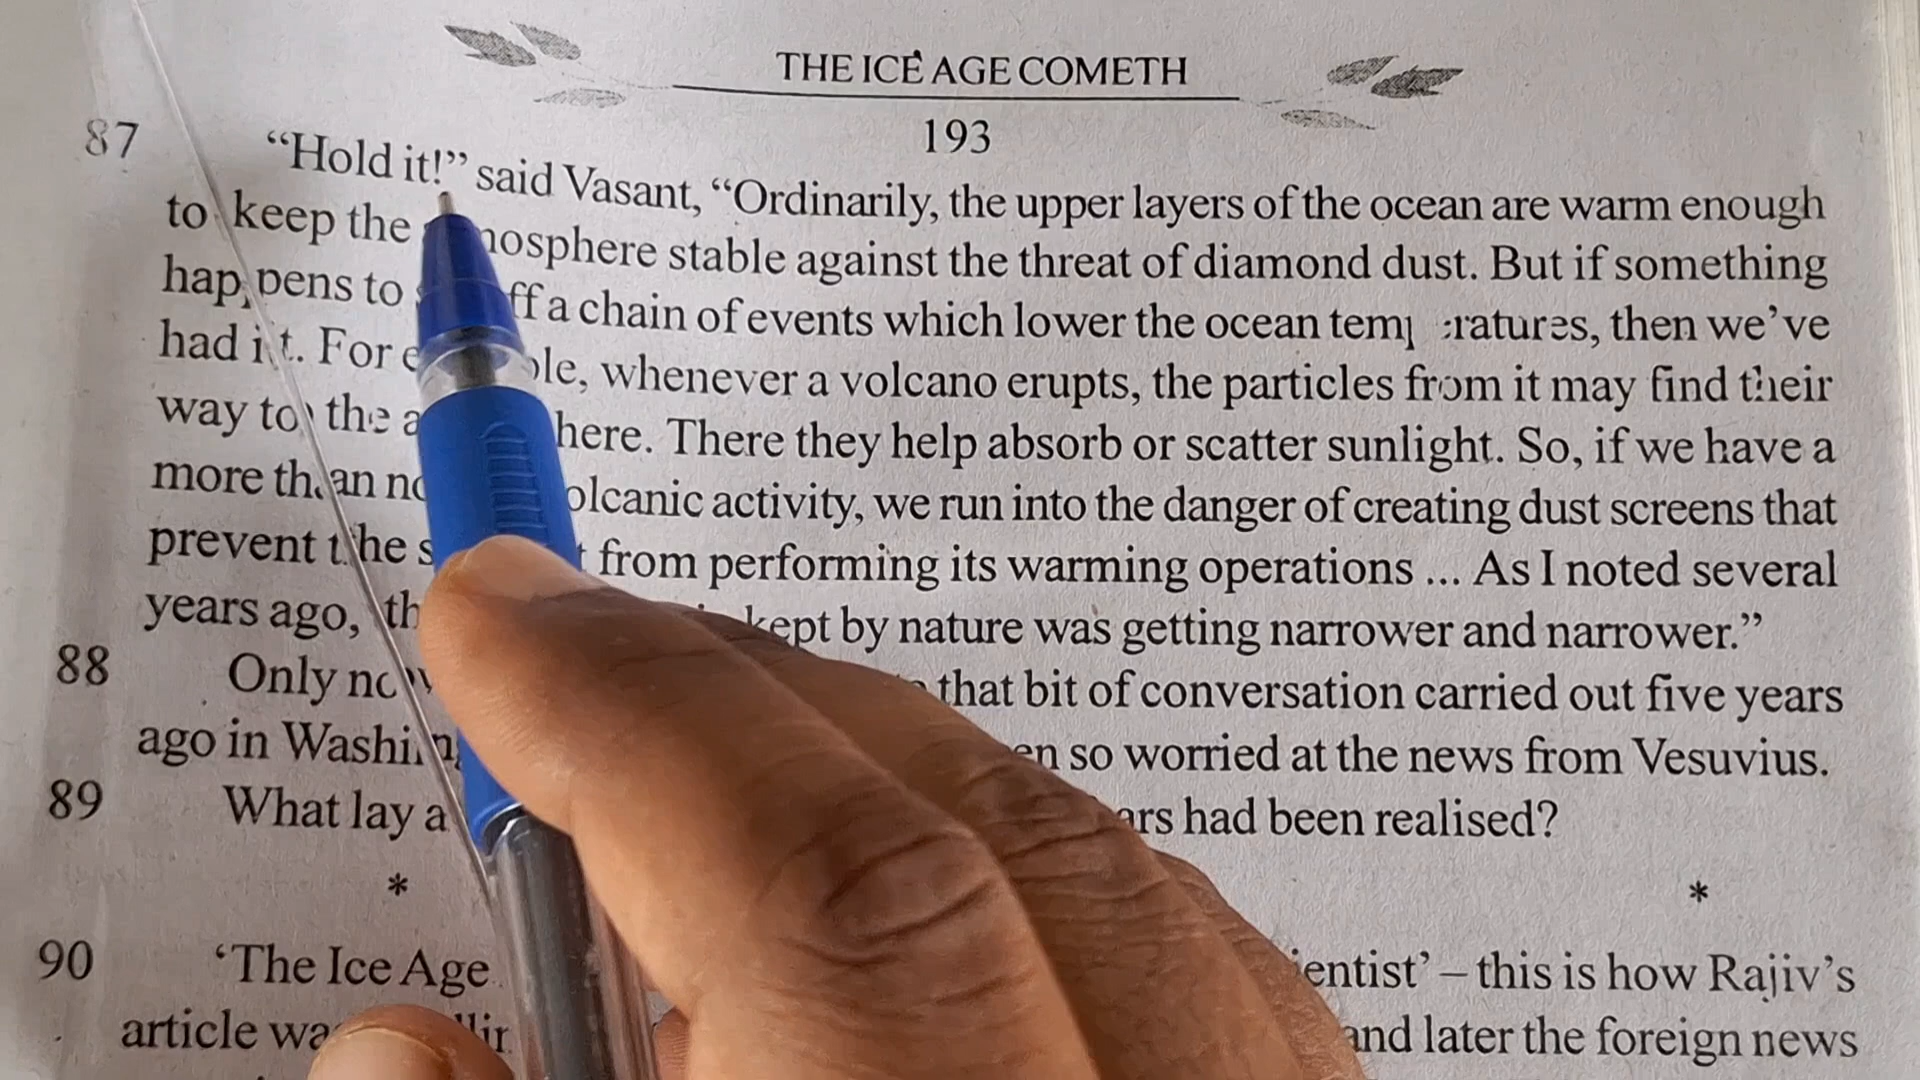 THE ICE AGE COMETH
193
87 “Hold it!” said Vasant, “Ordinarily, the upper layers of the ocean are warm enough
to keep the stable against the threat of diamond dust. But if something
happens to a chain of events which lower the ocean temperatures, then we’ve
had it. For whenever a volcano erupts, the particles from it may find their
way to the There they help absorb or scatter sunlight. So, if we have a
more than activity, we run into the danger of creating dust screens that
prevent the from performing its warming operations ... As I noted several
years ago, kept by nature was getting narrower and narrower.”
88 Only that bit of conversation carried out five years
ago in so worried at the news from Vesuvius.
89 What lay had been realised?
* *
90 ‘The Ice Age – this is how Rajiv’s
article and later the foreign news